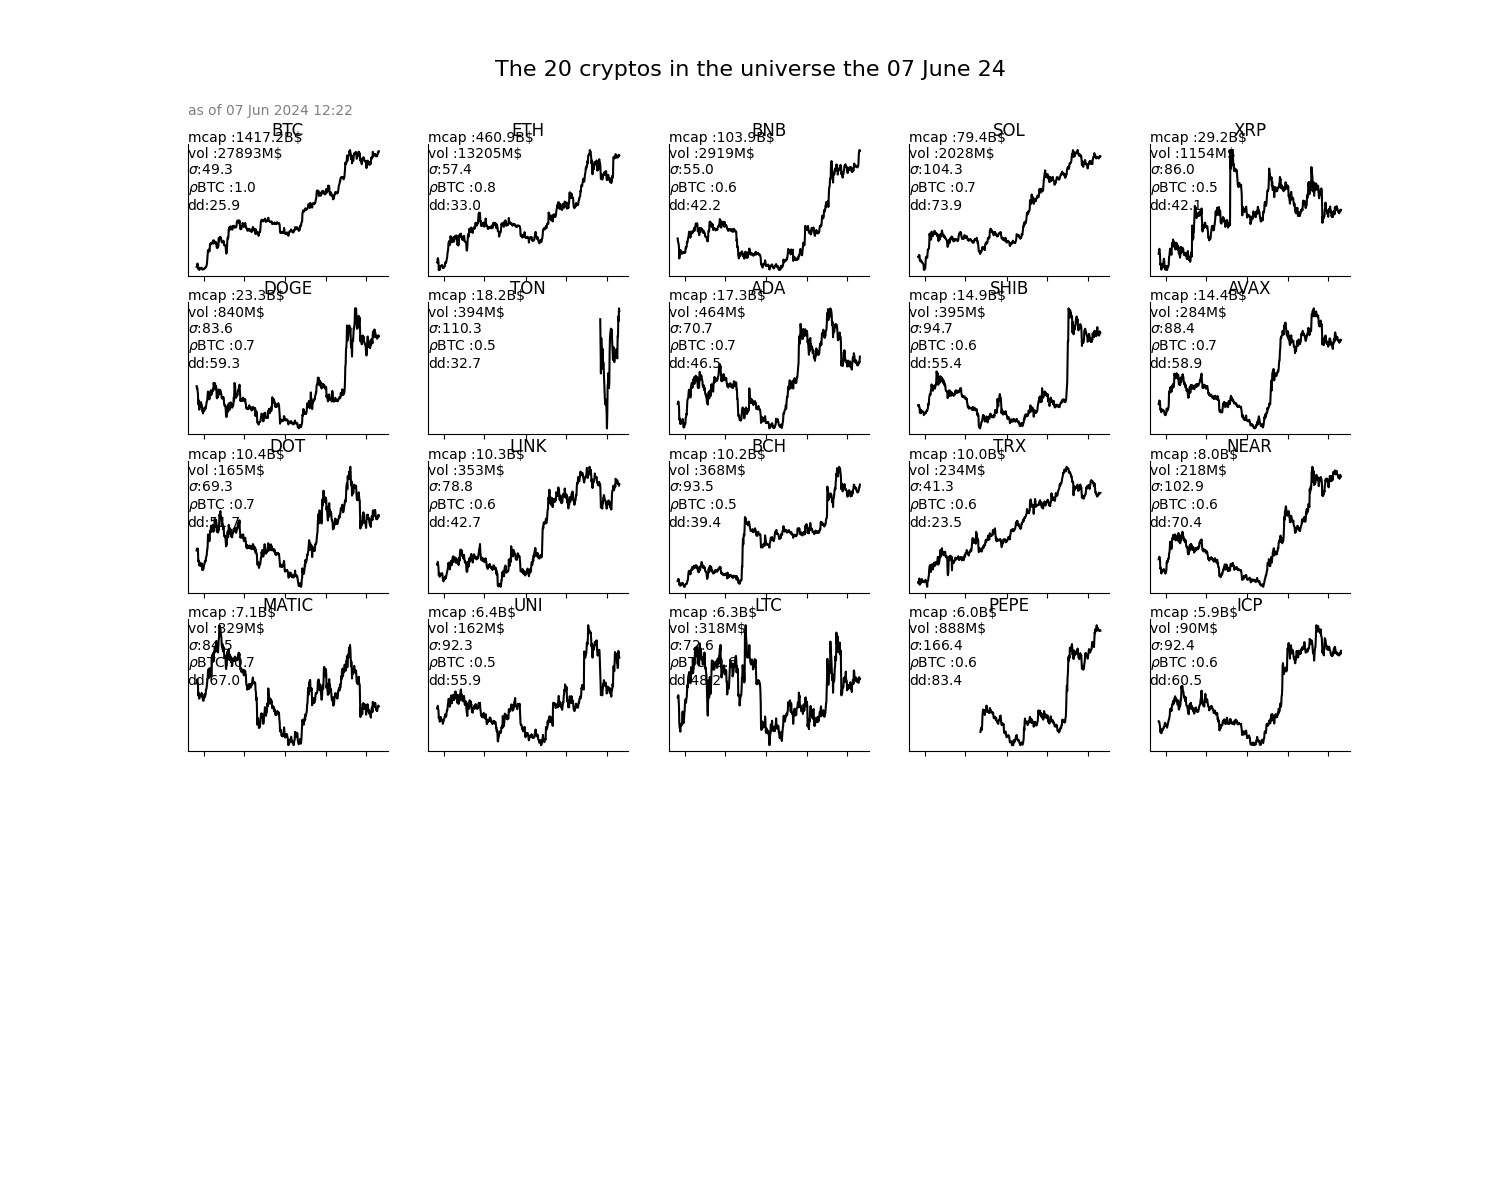 The 20 cryptos in the universe the 07 June 24
as of 07 Jun 2024 12:22
BTC
mcap :1417.2B$
vol :27893M$
σ:49.3
ρBTC :1.0
dd:25.9
ETH
mcap :460.9B$
vol :13205M$
σ:57.4
ρBTC :0.8
dd:33.0
BNB
mcap :103.9B$
vol :2919M$
σ:55.0
ρBTC :0.6
dd:42.2
SOL
mcap :79.4B$
vol :2028M$
σ:104.3
ρBTC :0.7
dd:73.9
XRP
mcap :29.2B$
vol :1154M$
σ:86.0
ρBTC :0.5
dd:42.1
DOGE
mcap :23.3B$
vol :840M$
σ:83.6
ρBTC :0.7
dd:59.3
TON
mcap :18.2B$
vol :394M$
σ:110.3
ρBTC :0.5
dd:32.7
ADA
mcap :17.3B$
vol :464M$
σ:70.7
ρBTC :0.7
dd:46.5
SHIB
mcap :14.9B$
vol :395M$
σ:94.7
ρBTC :0.6
dd:55.4
AVAX
mcap :14.4B$
vol :284M$
σ:88.4
ρBTC :0.7
dd:58.9
DOT
mcap :10.4B$
vol :165M$
σ:69.3
ρBTC :0.7
LINK
mcap :10.3B$
vol :353M$
σ:78.8
ρBTC :0.6
dd:42.7
BCH
mcap :10.2B$
vol :368M$
σ:93.5
ρBTC :0.5
dd:39.4
TRX
mcap :10.0B$
vol :234M$
σ:41.3
ρBTC :0.6
dd:23.5
NEAR
mcap :8.0B$
vol :218M$
σ:102.9
ρBTC :0.6
dd:70.4
MATIC
mcap :7.1B$
vol :329M$
σ:84.5
ρBTC :0.7
dd:67.0
UNI
mcap :6.4B$
vol :162M$
σ:92.3
ρBTC :0.5
dd:55.9
LTC
mcap :6.3B$
vol :318M$
σ:72.6
dd:48.2
PEPE
mcap :6.0B$
vol :888M$
σ:166.4
ρBTC :0.6
dd:83.4
ICP
mcap :5.9B$
vol :90M$
σ:92.4
ρBTC :0.6
dd:60.5